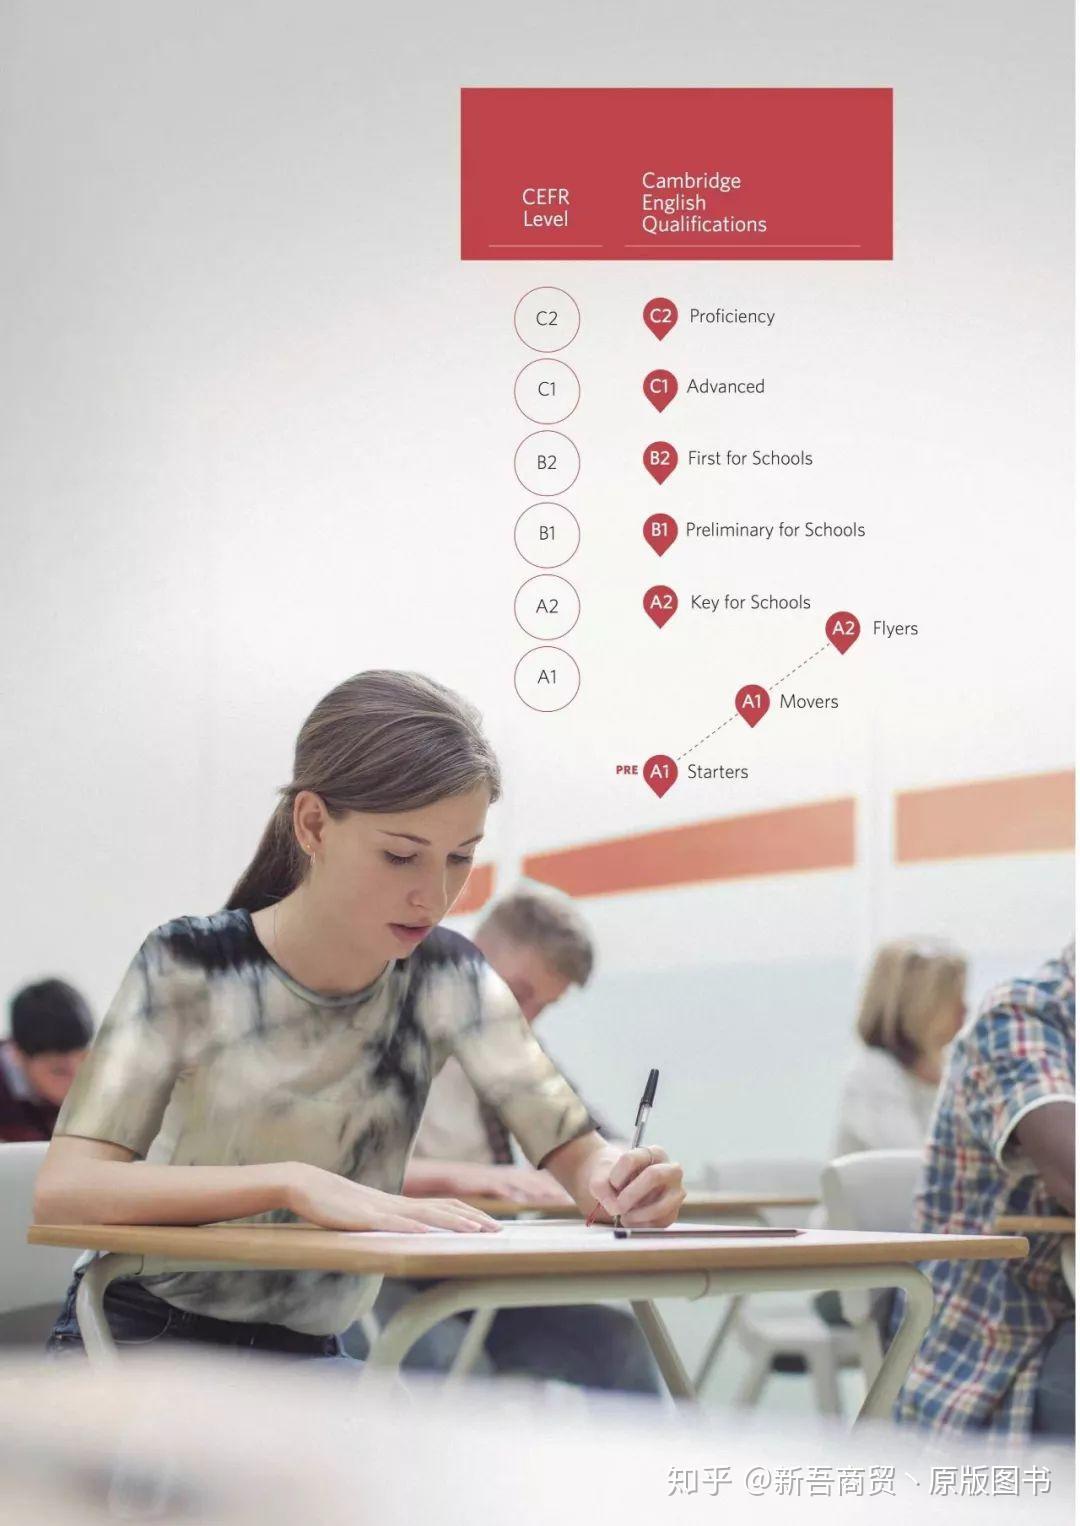 CEFR
Level
Cambridge
English
Qualifications
C2
C2 Proficiency
C1
C1 Advanced
B2
B2 First for Schools
B1
B1 Preliminary for Schools
A2
A2 Key for Schools
A2 Flyers
A1
A1 Movers
PRE A1 Starters
知乎 @新吾商贸丶原版图书